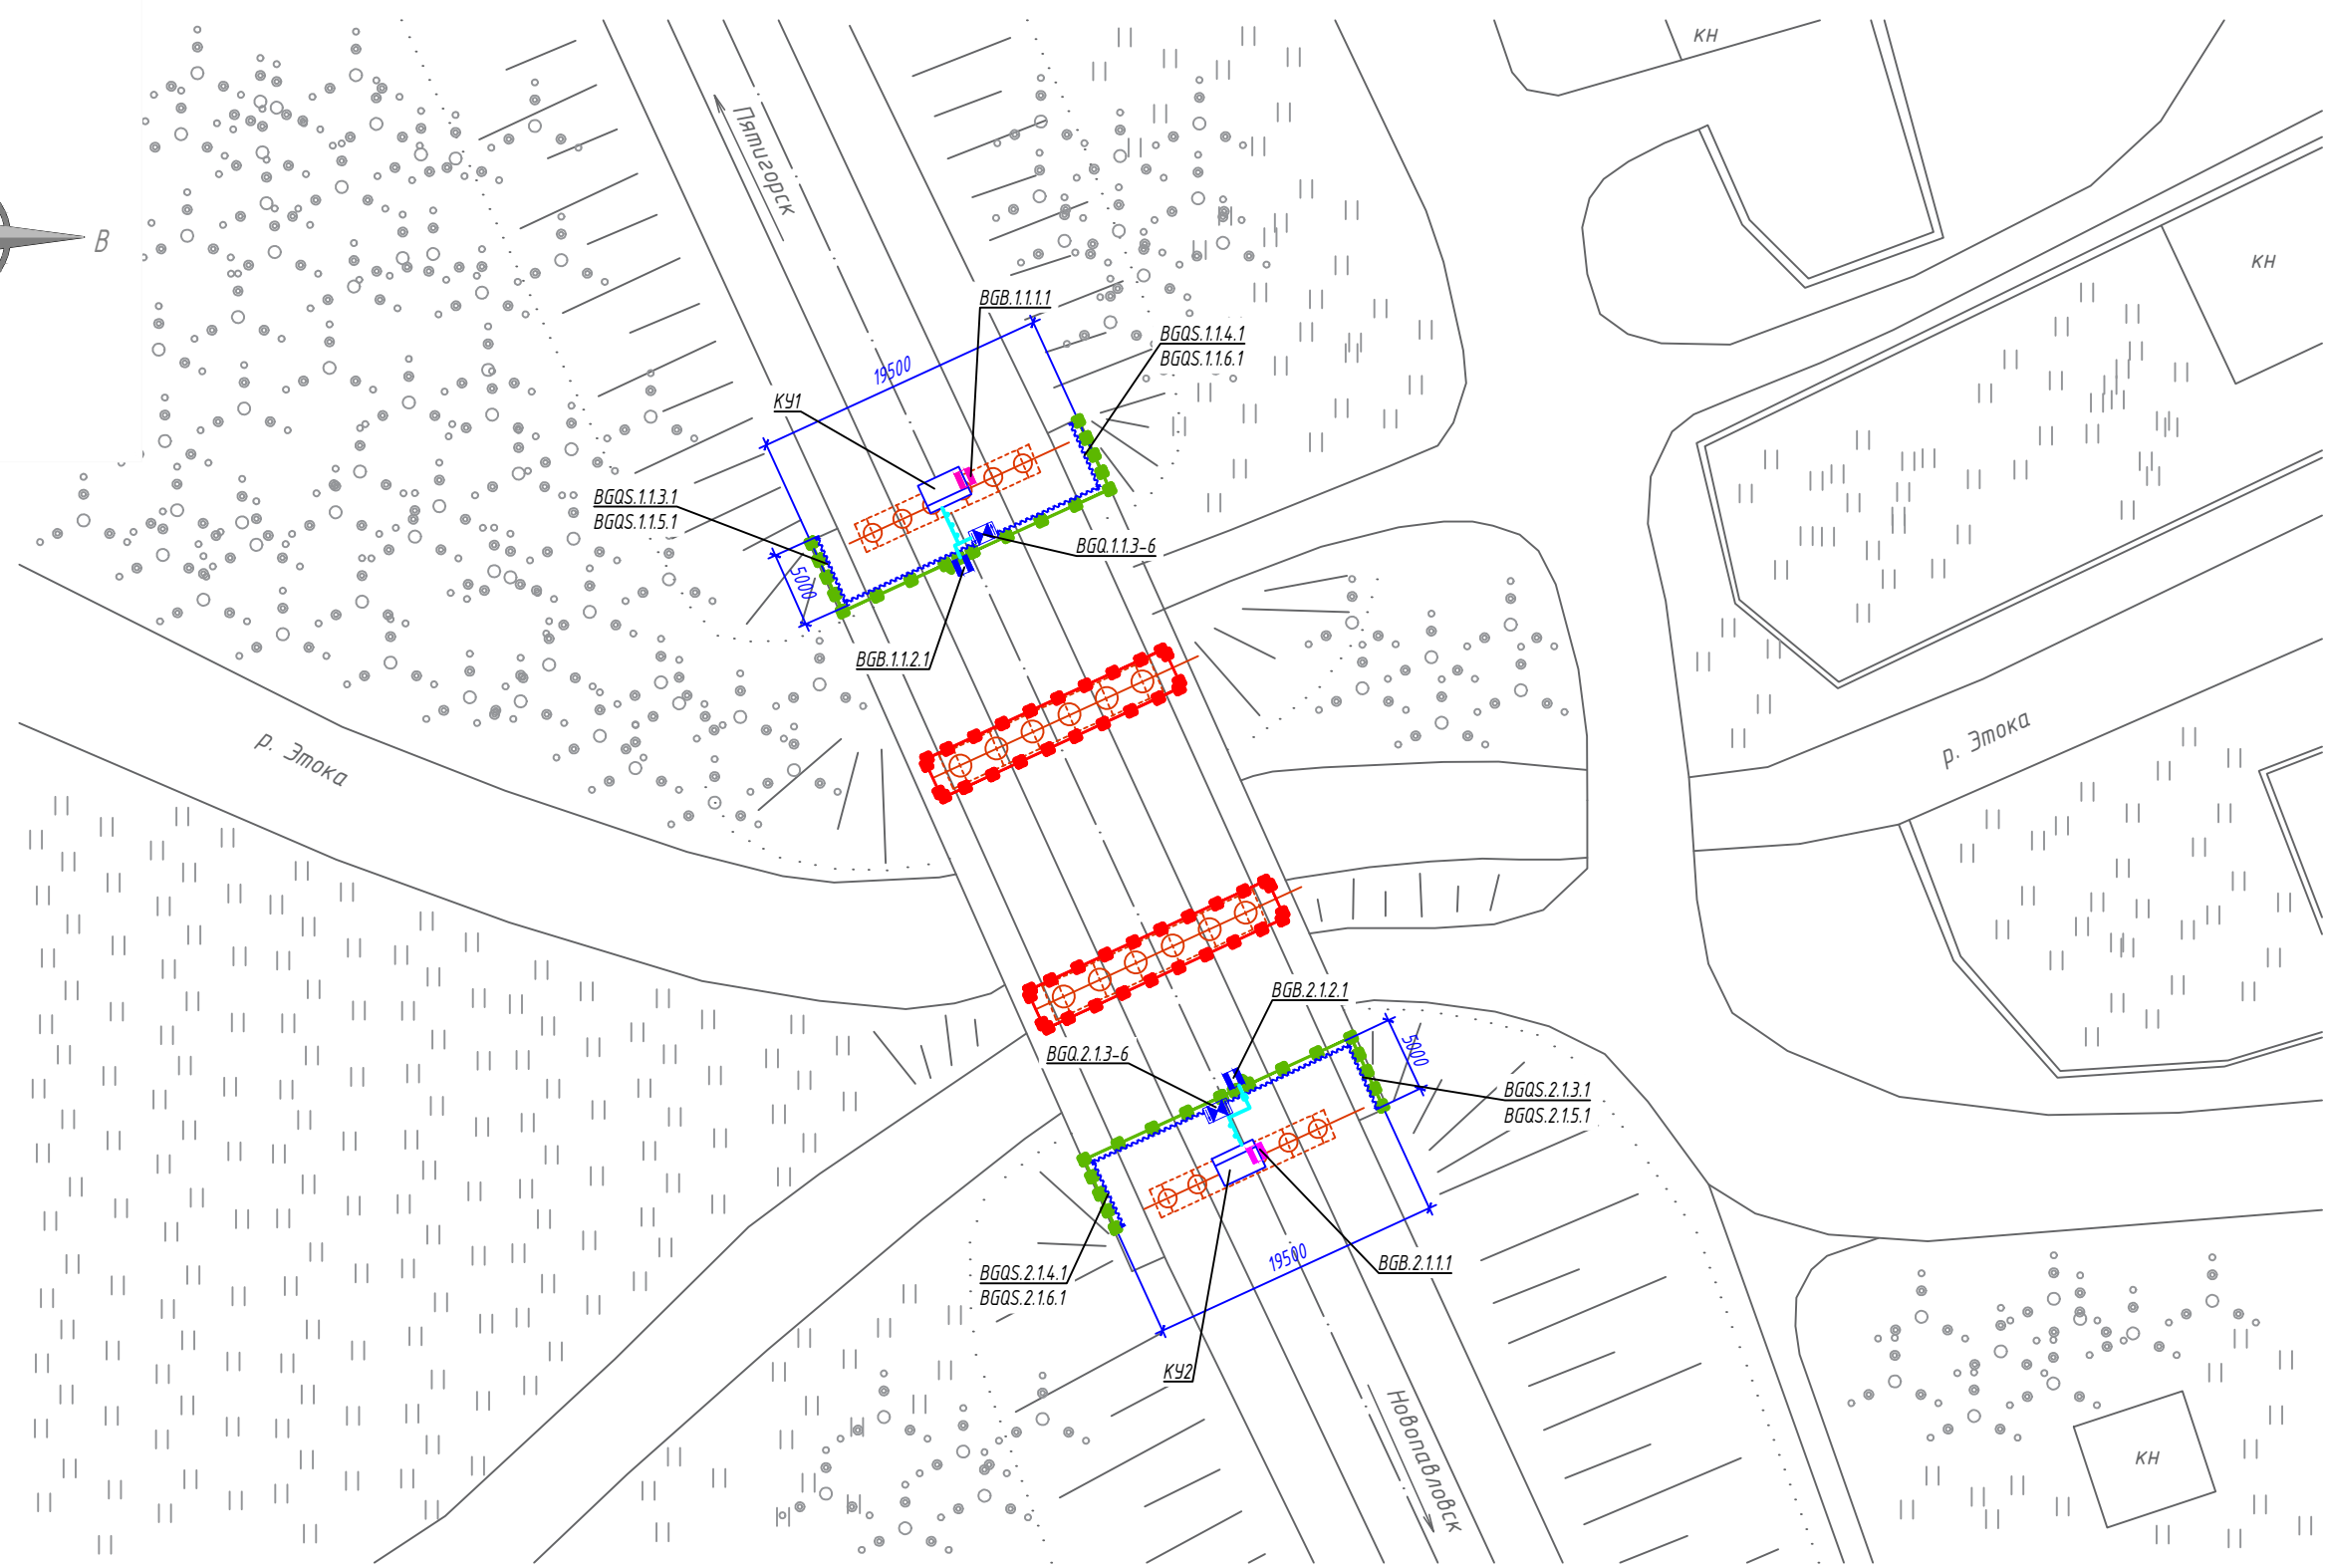 КН
Пятигорск
В
КН
BGB.1.1.1.1
BGQS.1.1.4.1
BGQS.1.1.6.1
19500
КУ1
BGQS.1.1.3.1
BGQS.1.1.5.1
BGQ.1.1.3-6
5000
BGB.1.1.2.1
р. Этока
р. Этока
BGB.2.1.2.1
BGQ.2.1.3-6
5000
BGQS.2.1.3.1
BGQS.2.1.5.1
19500
BGB.2.1.1.1
BGQS.2.1.4.1
BGQS.2.1.6.1
КУ2
Новопавловск
КН